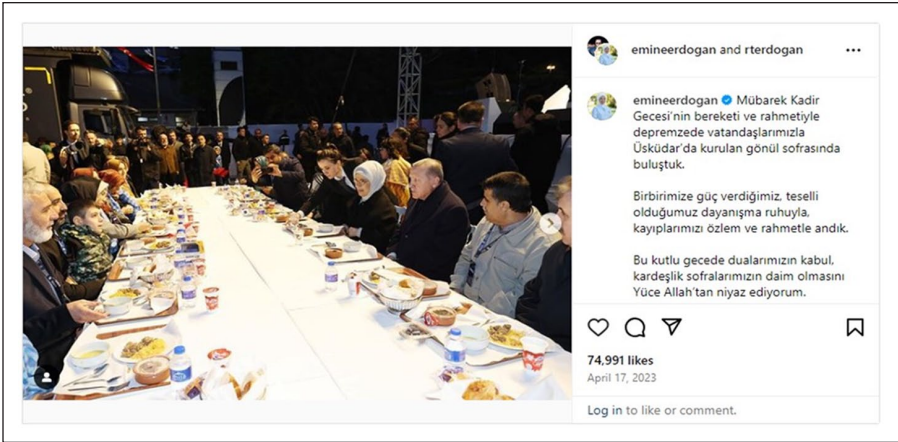 emineerdogan and rterdogan
emineerdogan Mübarek Kadir
Gecesi'nin bereketi ve rahmetiyle
depremzede vatandaşlarımızla
Üsküdar'da kurulan gönül sofrasında
buluştuk.
Birbirimize güç verdiğimiz, teselli
olduğumuz dayanışma ruhuyla,
kayıplarımızı özlem ve rahmetle andık.
Bu kutlu gecede dualarımızın kabul,
kardeşlik sofralarımızın daim olmasını
Yüce Allah'tan niyaz ediyorum.
74,991 likes
April 17, 2023
Log in to like or comment.